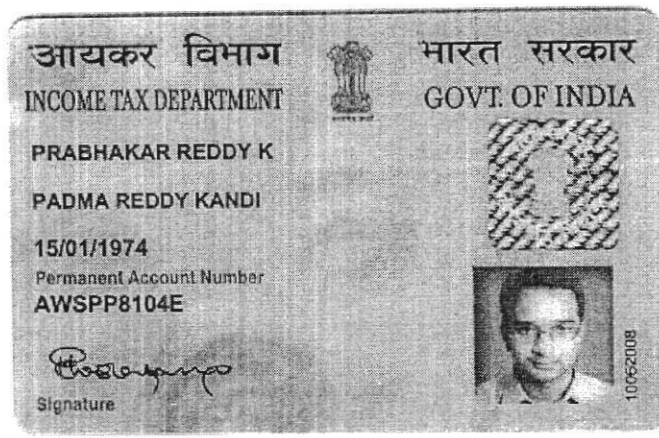 आयकर विभाग
INCOME TAX DEPARTMENT
भारत सरकार
GOVT. OF INDIA
PRABHAKAR REDDY K
PADMA REDDY KANDI
15/01/1974
Permanent Account Number
AWSPP8104E
Signature
10062008